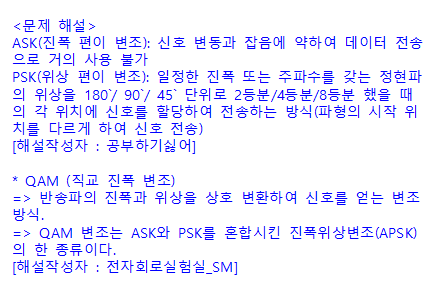 <문제 해설>
ASK(진폭 편이 변조): 신호 변동과 잡음에 약하여 데이터 전송
으로 거의 사용 불가
PSK(위상 편이 변조): 일정한 진폭 또는 주파수를 갖는 정현파
의 위상을 180`/ 90`/ 45` 단위로 2등분/4등분/8등분 했을 때
의 각 위치에 신호를 할당하여 전송하는 방식(파형의 시작 위
치를 다르게 하여 신호 전송)
[해설작성자 : 공부하기싫어]

* QAM (직교 진폭 변조)
=> 반송파의 진폭과 위상을 상호 변환하여 신호를 얻는 변조
방식.
=> QAM 변조는 ASK와 PSK를 혼합시킨 진폭위상변조(APSK)
의 한 종류이다.
[해설작성자 : 전자회로실험실_SM]